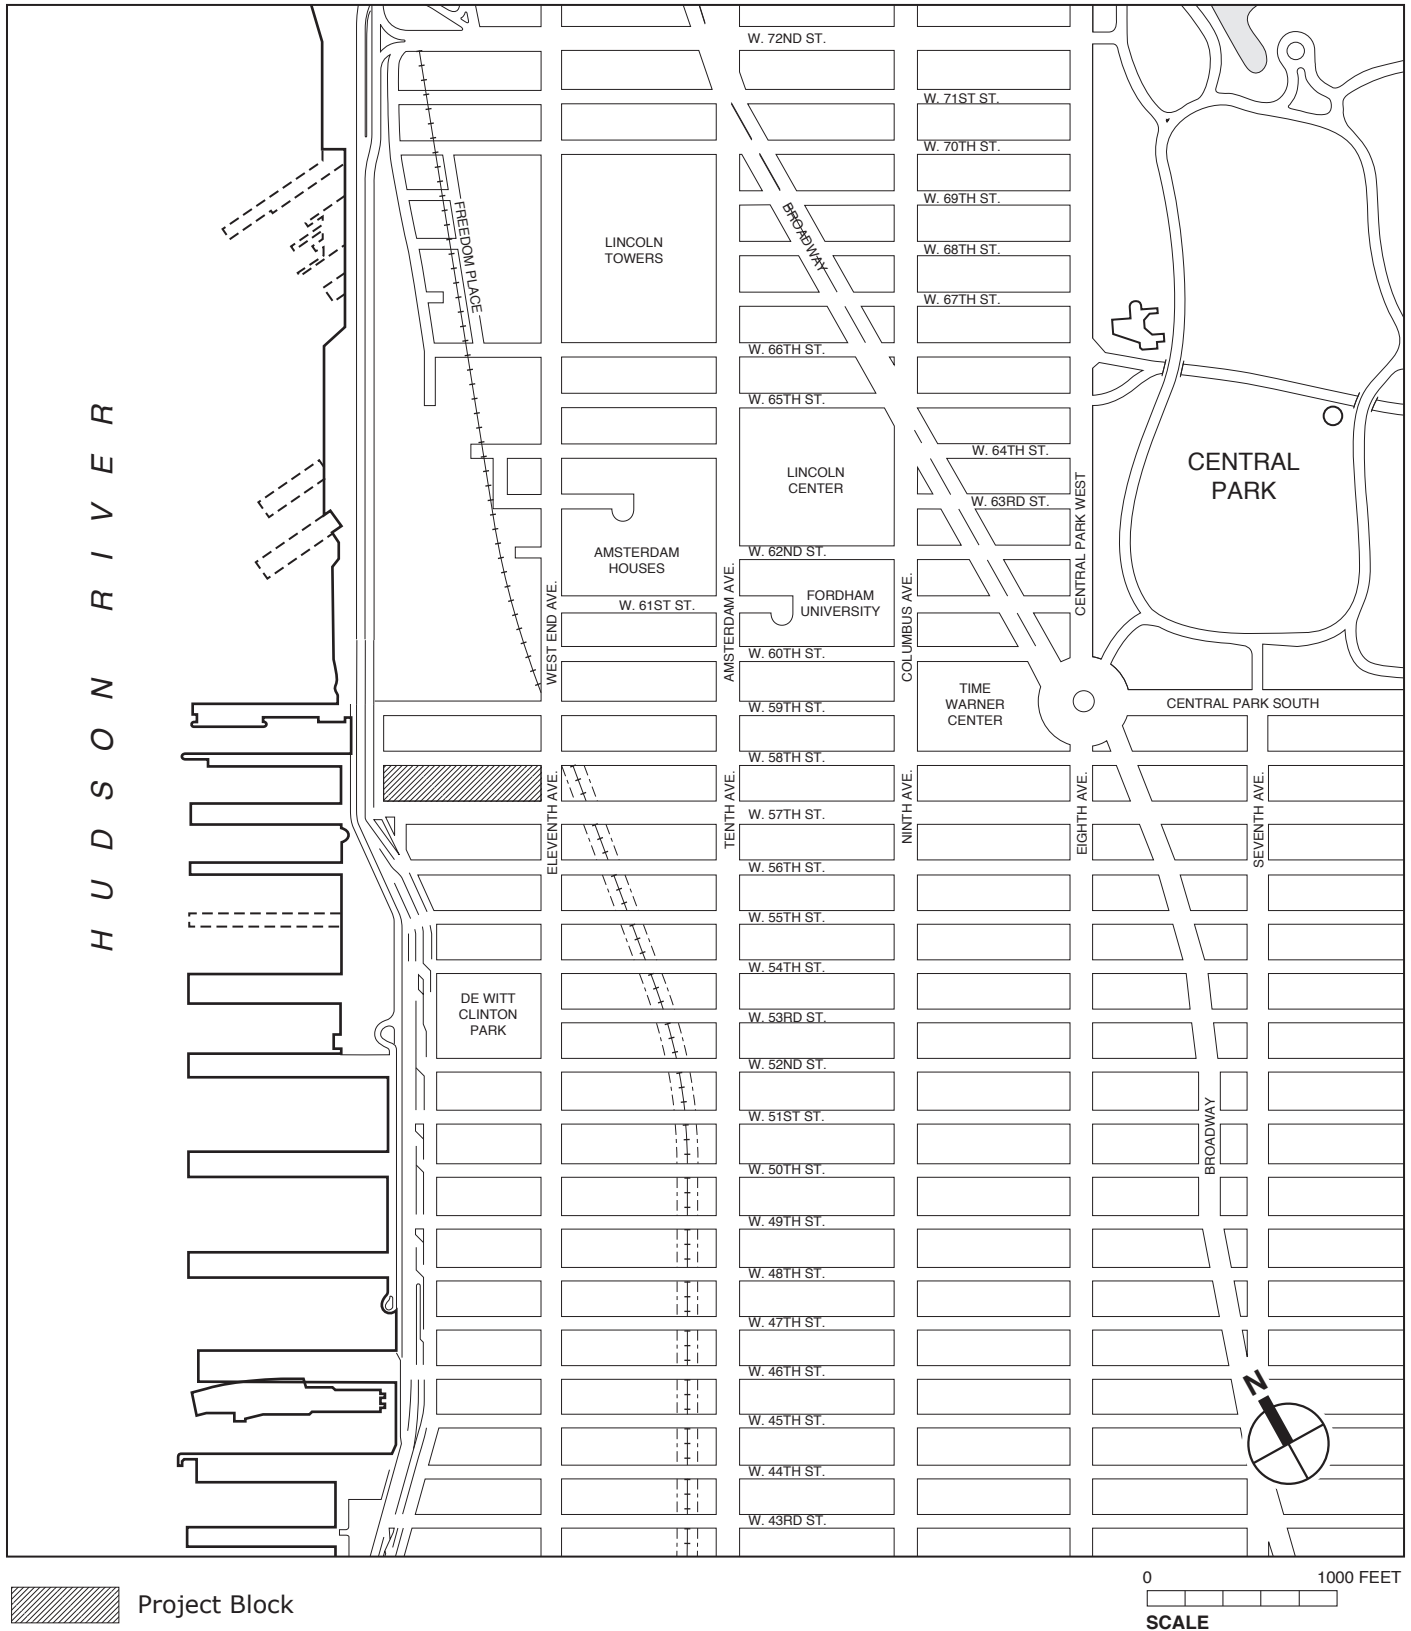 W. 72ND ST.
W. 71ST ST.
W. 70TH ST.
W. 69TH ST.
W. 68TH ST.
W. 67TH ST.
W. 66TH ST.
W. 65TH ST.
W. 64TH ST.
W. 63RD ST.
W. 62ND ST.
W. 61ST ST.
W. 60TH ST.
W. 59TH ST.
W. 58TH ST.
W. 57TH ST.
W. 56TH ST.
W. 55TH ST.
W. 54TH ST.
W. 53RD ST.
W. 52ND ST.
W. 51ST ST.
W. 50TH ST.
W. 49TH ST.
W. 48TH ST.
W. 47TH ST.
W. 46TH ST.
W. 45TH ST.
W. 44TH ST.
W. 43RD ST.
HUDSON RIVER
FREEDOM PLACE
LINCOLN
TOWERS
BROADWAY
LINCOLN
CENTER
CENTRAL
PARK
CENTRAL PARK WEST
AMSTERDAM
HOUSES
FORDHAM
UNIVERSITY
WEST END AVE.
AMSTERDAM AVE.
COLUMBUS AVE.
TIME
WARNER
CENTER
CENTRAL PARK SOUTH
ELEVENTH AVE.
TENTH AVE.
NINTH AVE.
EIGHTH AVE.
SEVENTH AVE.
DE WITT
CLINTON
PARK
BROADWAY
N
Project Block
0 1000 FEET
SCALE